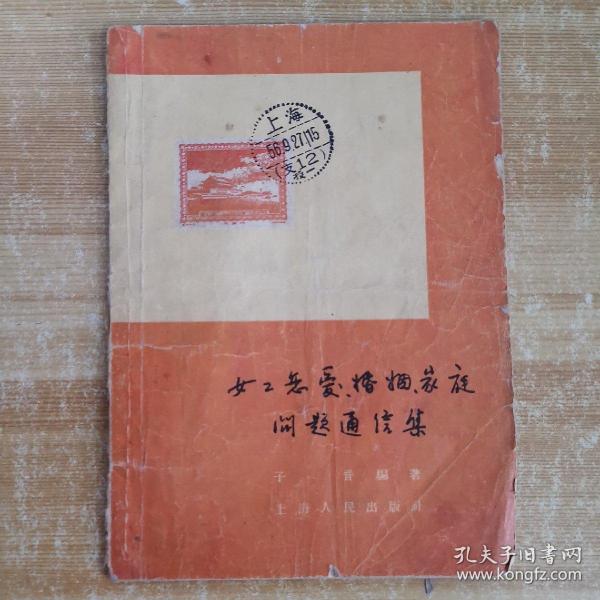 上海
56.9.27.15
(支12)
投
女工恋爱、婚姻、家庭
问题通信集
子音編著
上海人民出版社
孔夫子旧书网
www.kongfz.com